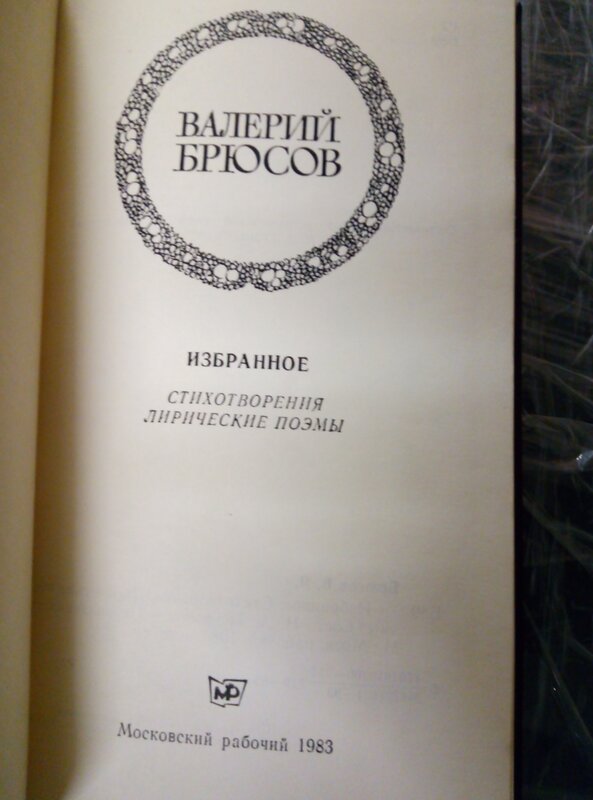 ВАЛЕРИЙ
БРЮСОВ
ИЗБРАННОЕ
СТИХОТВОРЕНИЯ
ЛИРИЧЕСКИЕ ПОЭМЫ
МР
Московский рабочий 1983